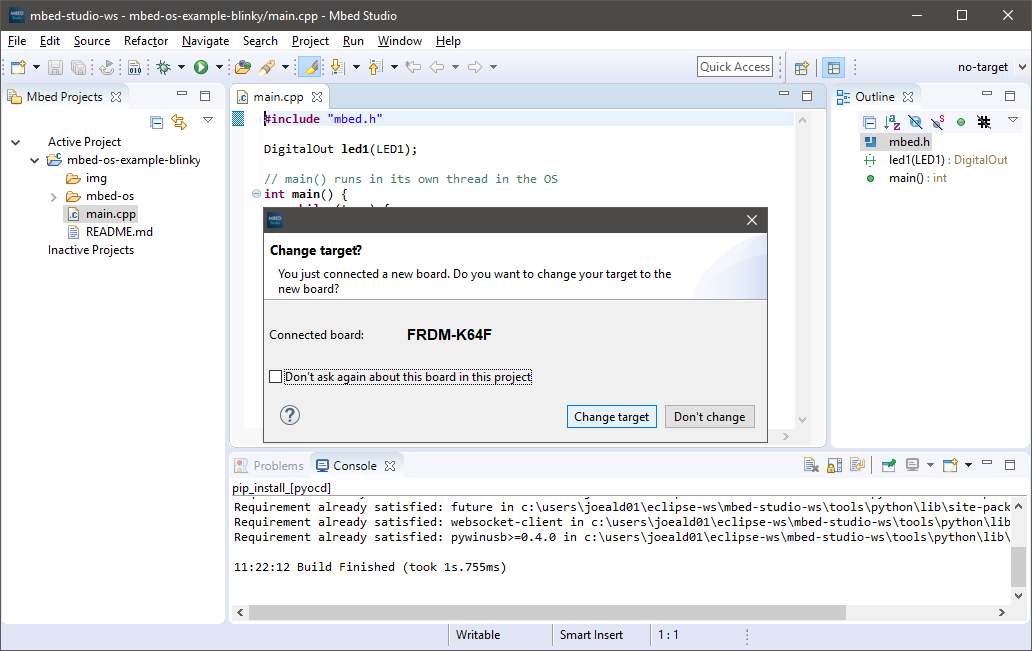 mbed-studio-ws - mbed-os-example-blinky/main.cpp - Mbed Studio
File Edit Source Refactor Navigate Search Project Run Window Help
Quick Access
no-target
Mbed Projects
Active Project
mbed-os-example-blinky
img
mbed-os
main.cpp
README.md
Inactive Projects
main.cpp
#include "mbed.h"
DigitalOut led1(LED1);
// main() runs in its own thread in the OS
int main() {
Outline
mbed.h
led1(LED1) : DigitalOut
main() : int
MBED
Change target?
You just connected a new board. Do you want to change your target to the
new board?
Connected board: FRDM-K64F
Don't ask again about this board in this project
Change target Don't change
Problems Console
pip_install_[pyocd]
Requirement already satisfied: future in c:\users\joeald01\eclipse-ws\mbed-studio-ws\tools\python\lib\site-pack
Requirement already satisfied: websocket-client in c:\users\joeald01\eclipse-ws\mbed-studio-ws\tools\python\lib
Requirement already satisfied: pywinusb>=0.4.0 in c:\users\joeald01\eclipse-ws\mbed-studio-ws\tools\python\lib\
11:22:12 Build Finished (took 1s.755ms)
Writable Smart Insert 1 : 1